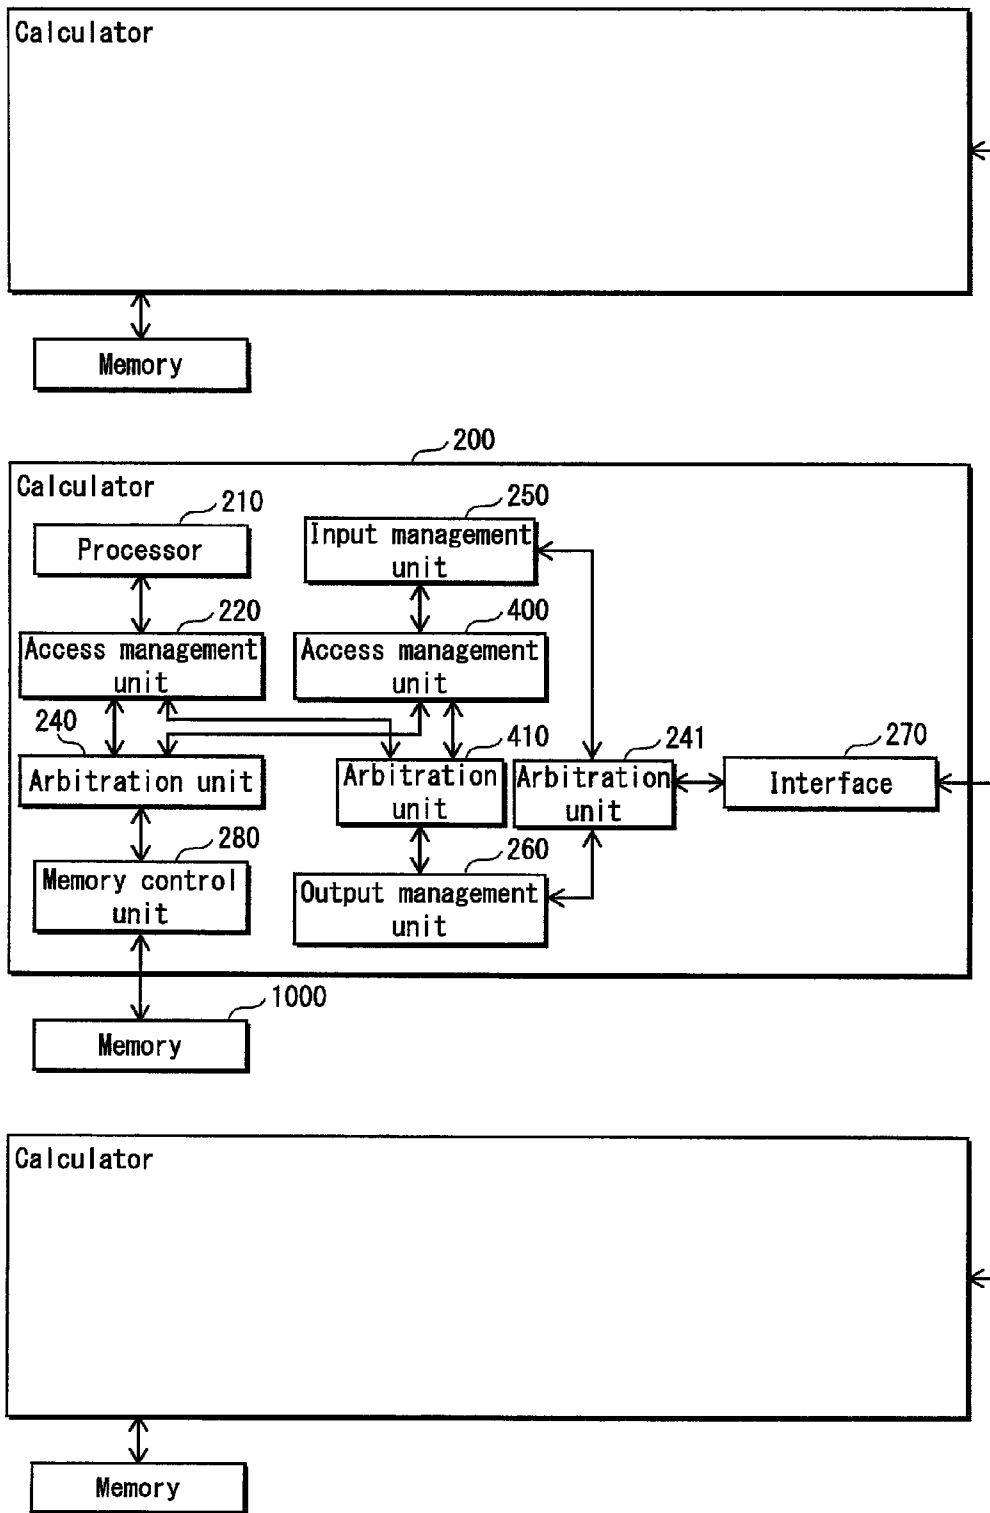 Calculator
Memory
200
Calculator
210
Processor
250
Input management
unit
220
Access management
unit
400
Access management
unit
240
Arbitration unit
410
Arbitration
unit
241
Arbitration
unit
270
Interface
280
Memory control
unit
260
Output management
unit
1000
Memory
Calculator
Memory